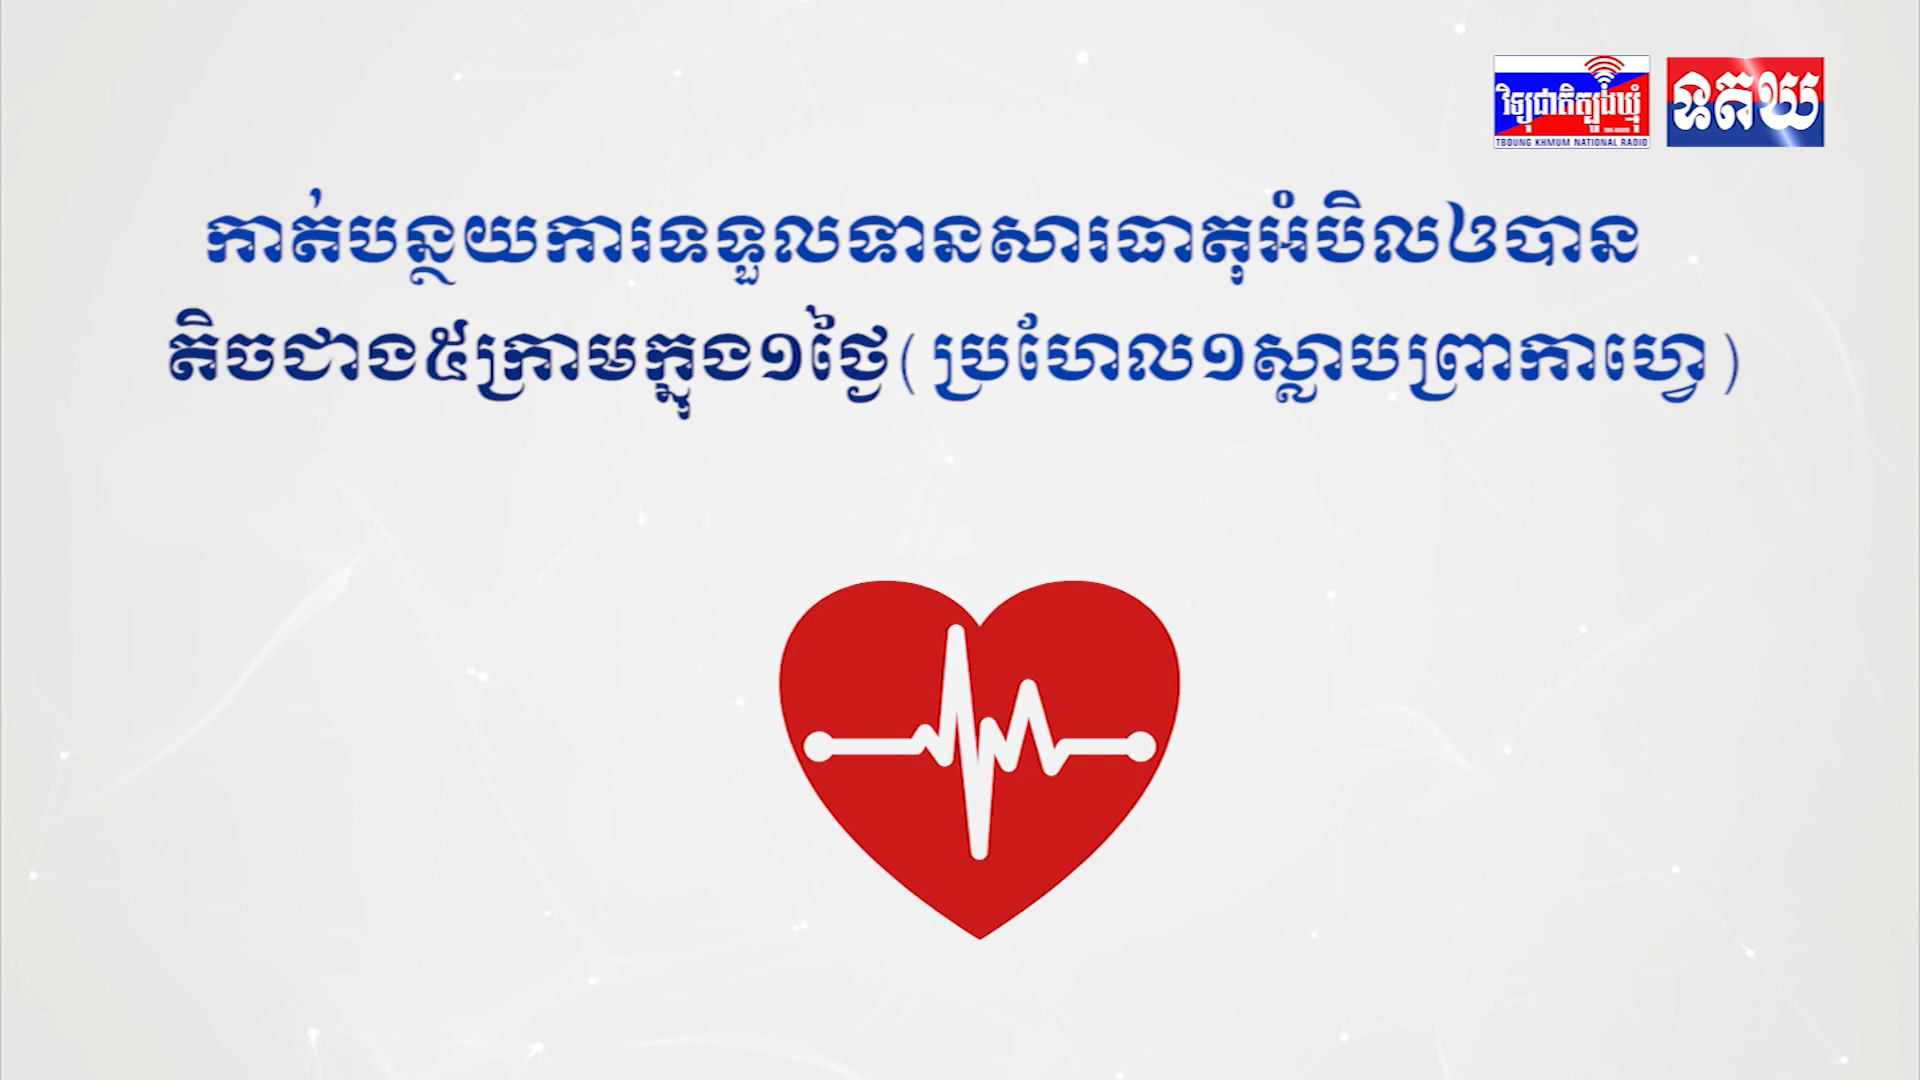 វិទ្យុជាតិត្បូងឃ្មុំ
TBOUNG KHMUM NATIONAL RADIO
ទតឃ
កាត់បន្ថយការទទួលទានសារធាតុអំបិលឲ្យបាន
តិចជាង៥ក្រាមក្នុង១ថ្ងៃ(ប្រហែល១ស្លាបព្រាកាហ្វេ)